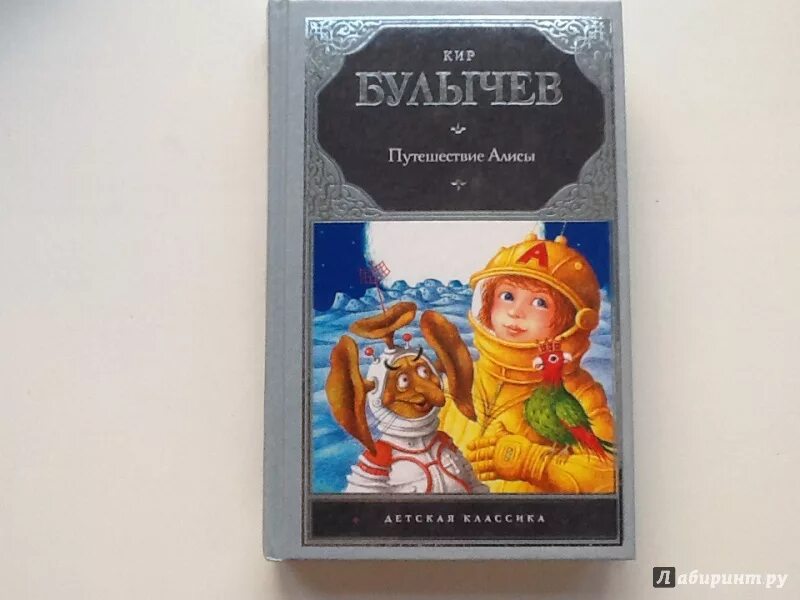 КИР
БУЛЫЧЕВ
Путешествие Алисы
А
ДЕТСКАЯ КЛАССИКА
Лабиринт.ру